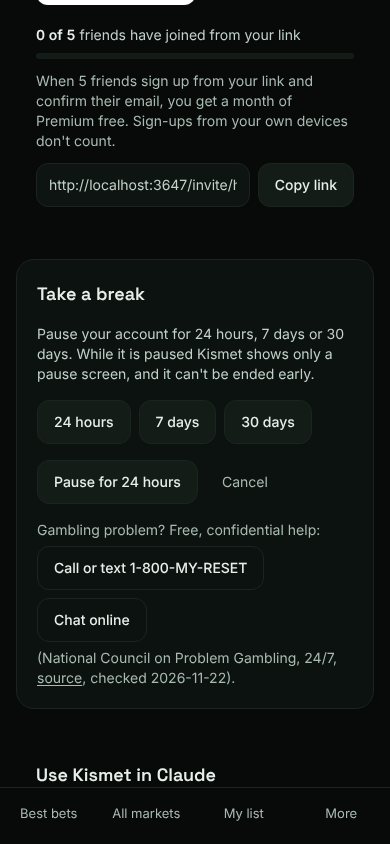 0 of 5 friends have joined from your link
When 5 friends sign up from your link and
confirm their email, you get a month of
Premium free. Sign-ups from your own devices
don't count.
http://localhost:3647/invite/h
Copy link
Take a break
Pause your account for 24 hours, 7 days or 30
days. While it is paused Kismet shows only a
pause screen, and it can't be ended early.
24 hours
7 days
30 days
Pause for 24 hours
Cancel
Gambling problem? Free, confidential help:
Call or text 1-800-MY-RESET
Chat online
(National Council on Problem Gambling, 24/7,
source, checked 2026-11-22).
Use Kismet in Claude
Best bets
All markets
My list
More